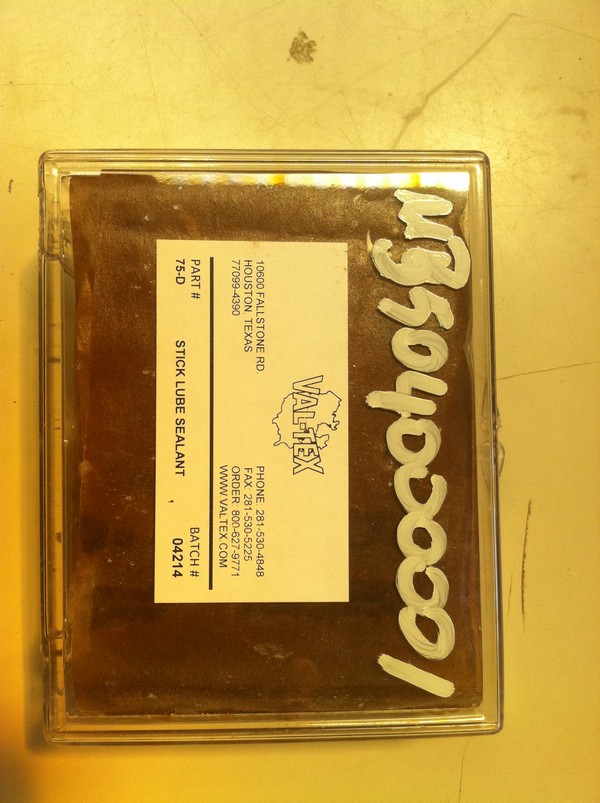 VAL-TEX
10600 FALLSTONE RD.
HOUSTON, TEXAS
77099-4390
PHONE: 281-530-4848
FAX: 281-530-5225
ORDER: 800-627-9771
WWW.VALTEX.COM
PART # BATCH #
75-D STICK LUBE SEALANT 04214